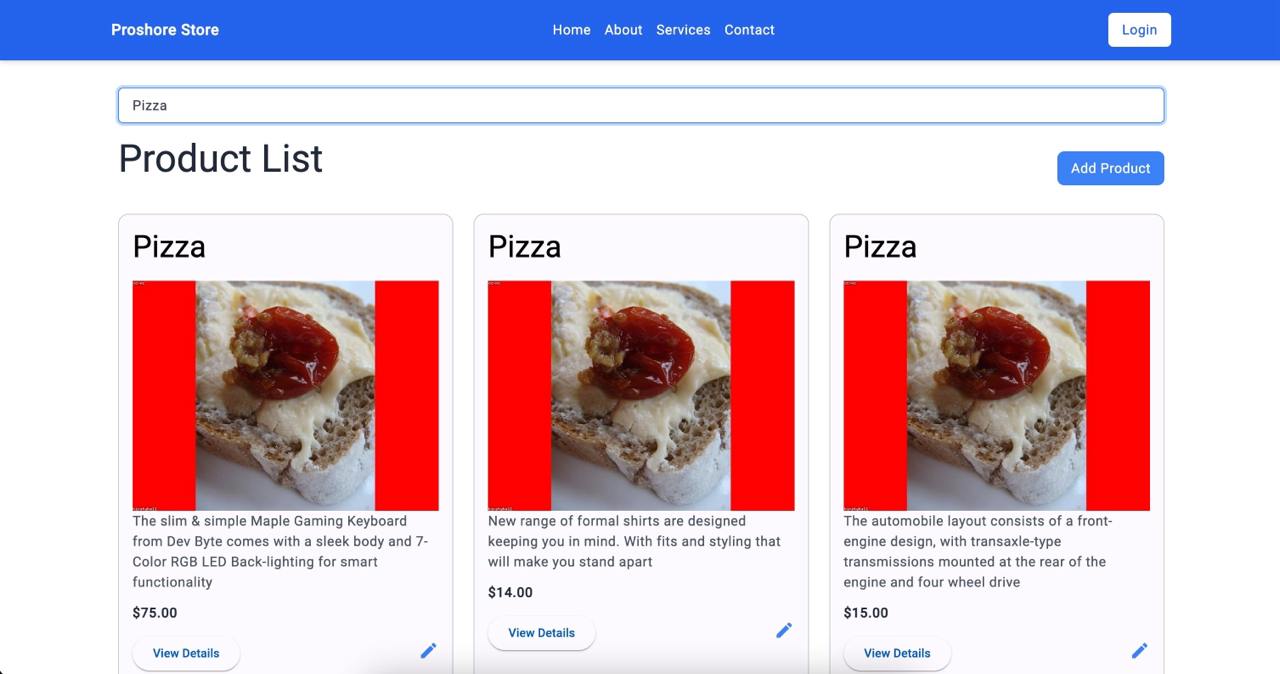 Proshore Store
Home About Services Contact
Login
Pizza
Product List
Add Product
Pizza
The slim & simple Maple Gaming Keyboard
from Dev Byte comes with a sleek body and 7-
Color RGB LED Back-lighting for smart
functionality
$75.00
View Details
Pizza
New range of formal shirts are designed
keeping you in mind. With fits and styling that
will make you stand apart
$14.00
View Details
Pizza
The automobile layout consists of a front-
engine design, with transaxle-type
transmissions mounted at the rear of the
engine and four wheel drive
$15.00
View Details